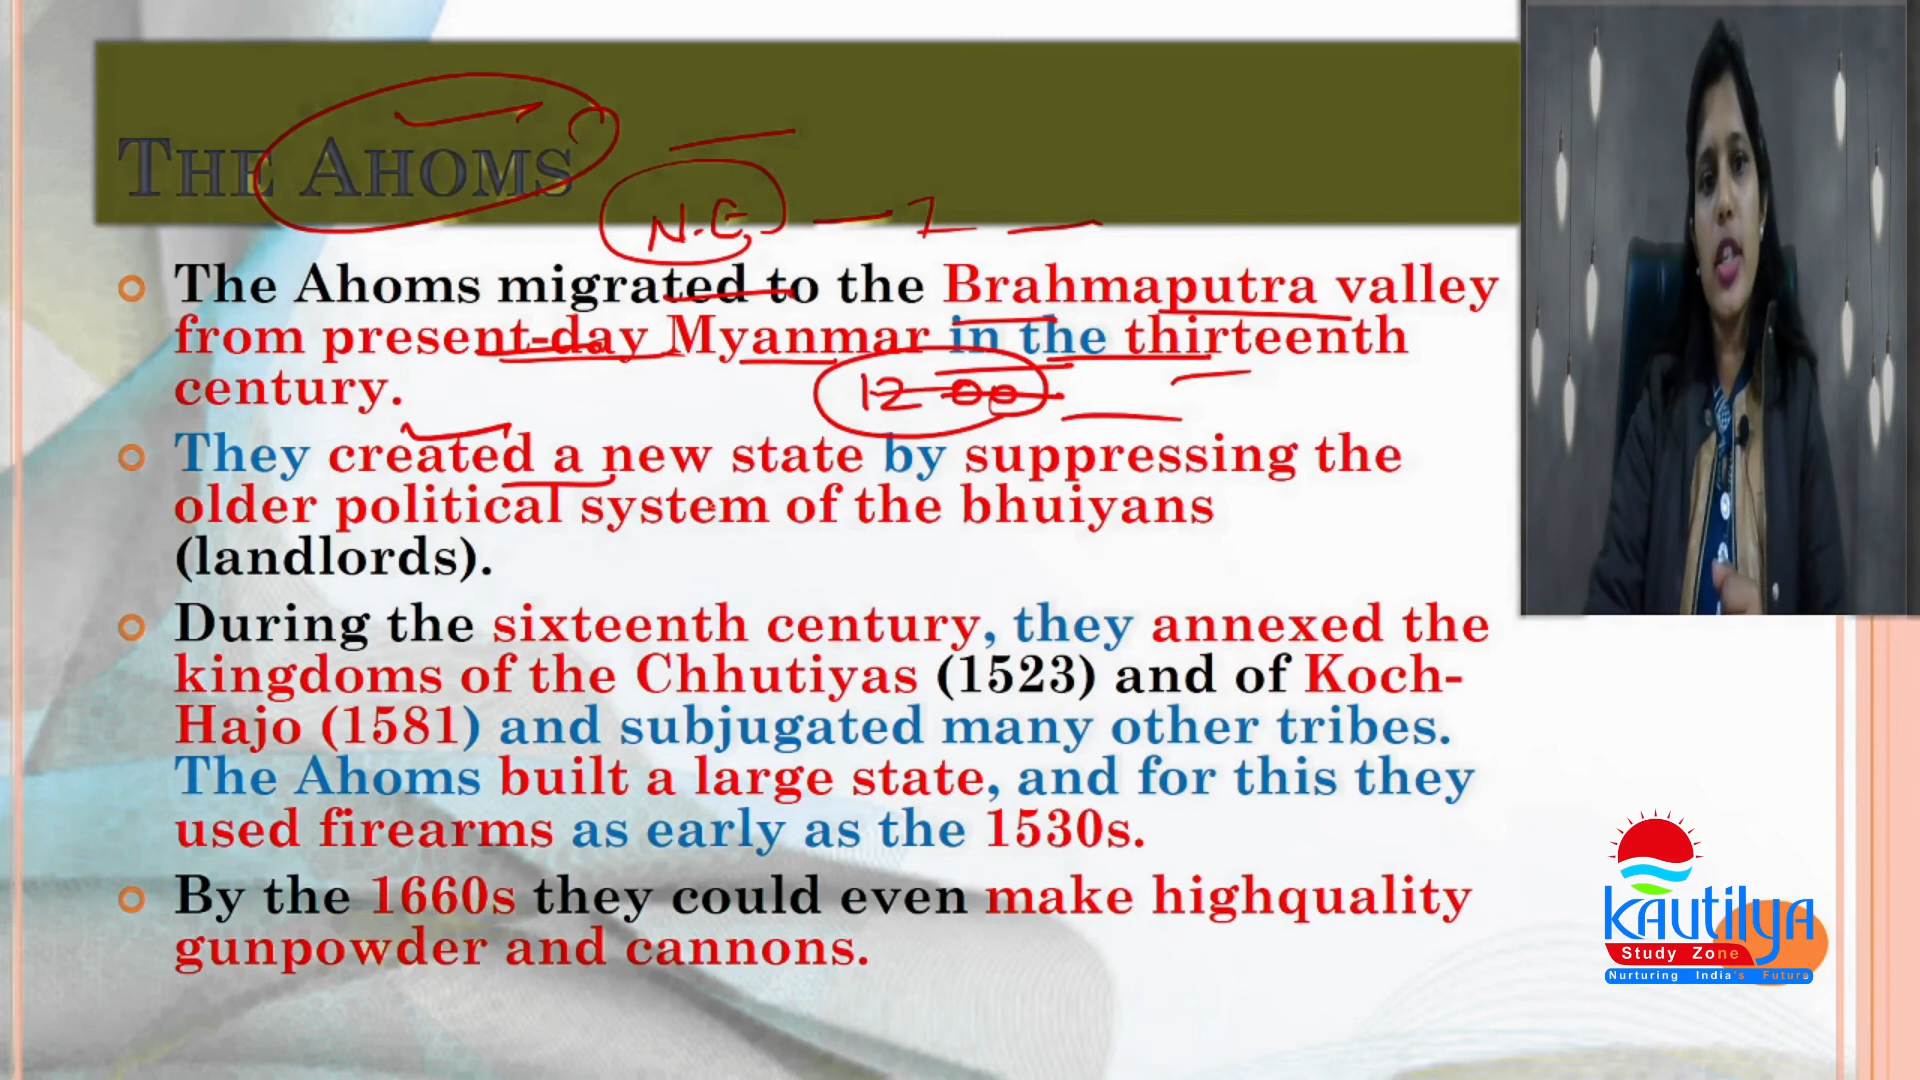 THE AHOMS
N.E
The Ahoms migrated to the Brahmaputra valley
from present-day Myanmar in the thirteenth
century.
1200
They created a new state by suppressing the
older political system of the bhuiyans
(landlords).
During the sixteenth century, they annexed the
kingdoms of the Chhutiyas (1523) and of Koch-
Hajo (1581) and subjugated many other tribes.
The Ahoms built a large state, and for this they
used firearms as early as the 1530s.
By the 1660s they could even make highquality
gunpowder and cannons.
Kautilya
Study Zone
Nurturing India's Future